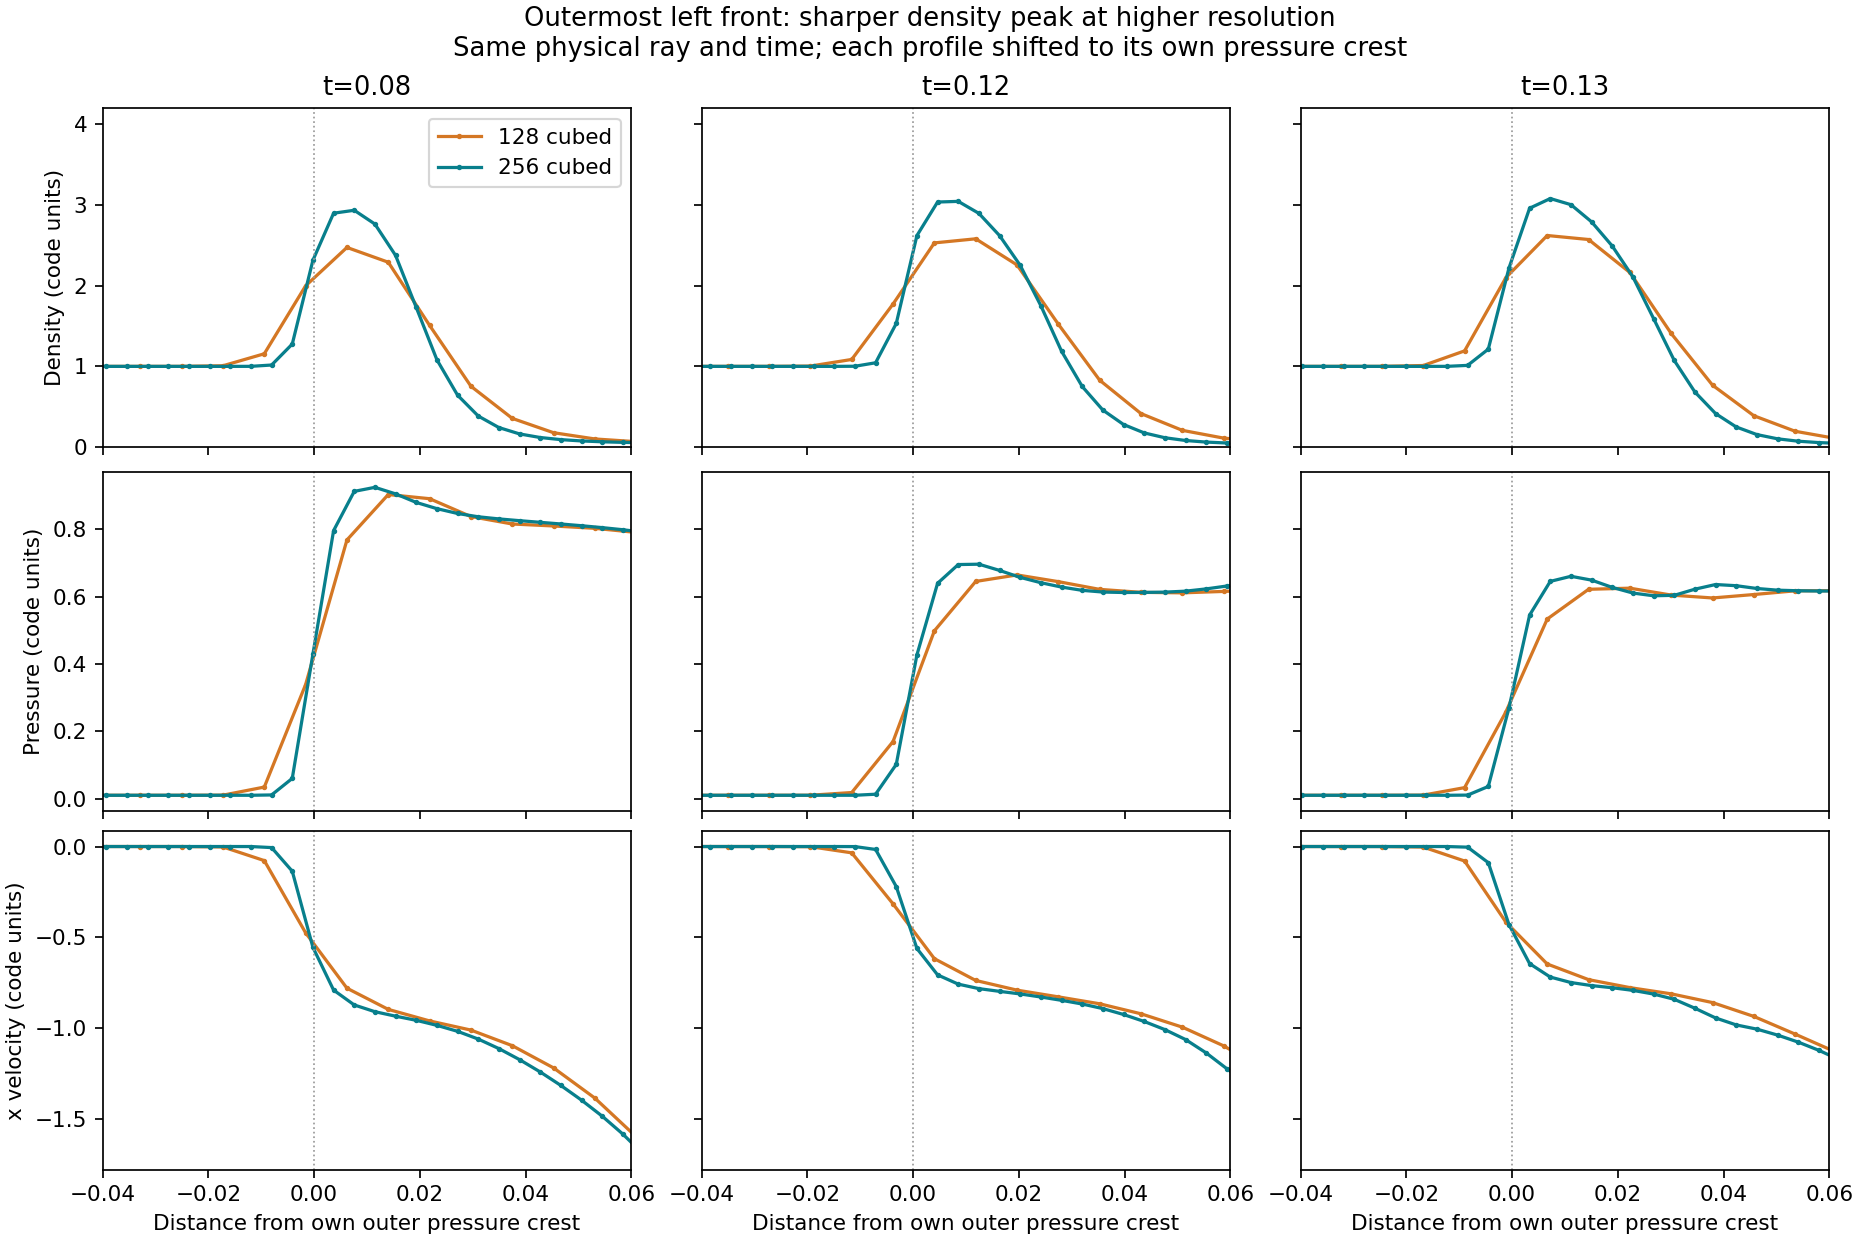 Outermost left front: sharper density peak at higher resolution
Same physical ray and time; each profile shifted to its own pressure crest
t=0.08
t=0.12
t=0.13
128 cubed
256 cubed
Density (code units)
4
3
2
1
0
Pressure (code units)
0.8
0.6
0.4
0.2
0.0
x velocity (code units)
0.0
−0.5
−1.0
−1.5
−0.04 −0.02 0.00 0.02 0.04 0.06
−0.04 −0.02 0.00 0.02 0.04 0.06
−0.04 −0.02 0.00 0.02 0.04 0.06
Distance from own outer pressure crest
Distance from own outer pressure crest
Distance from own outer pressure crest